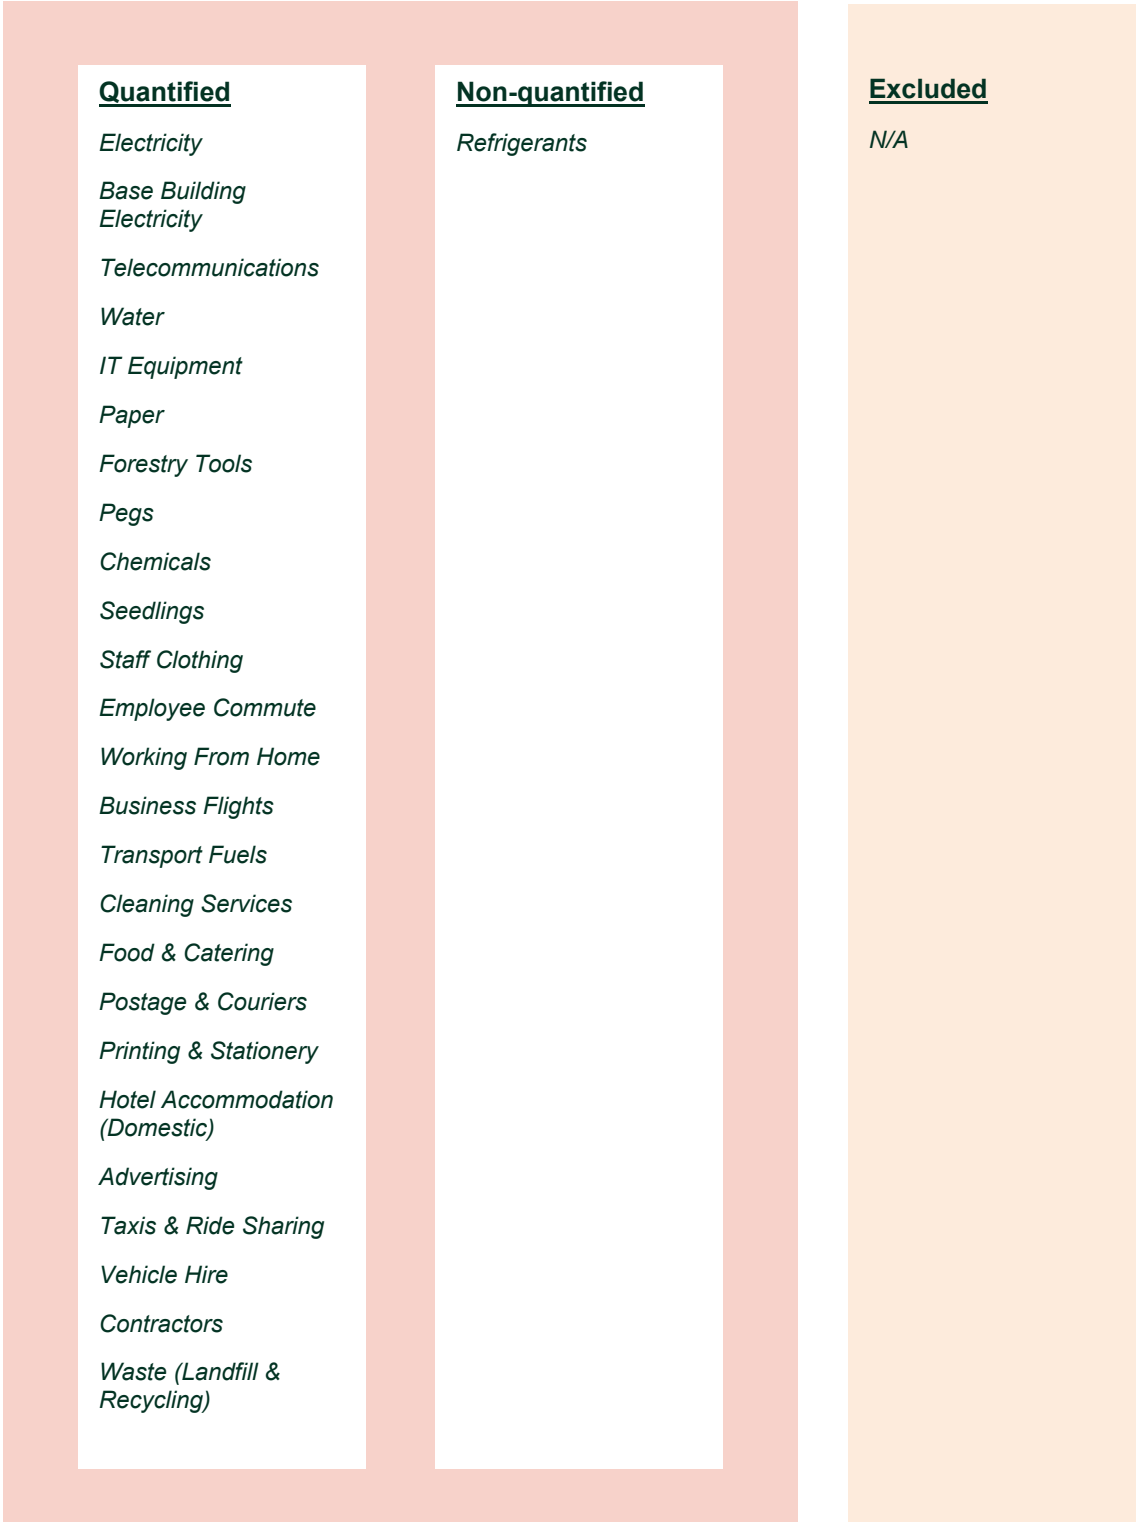 Quantified
Electricity
Base Building
Electricity
Telecommunications
Water
IT Equipment
Paper
Forestry Tools
Pegs
Chemicals
Seedlings
Staff Clothing
Employee Commute
Working From Home
Business Flights
Transport Fuels
Cleaning Services
Food & Catering
Postage & Couriers
Printing & Stationery
Hotel Accommodation
(Domestic)
Advertising
Taxis & Ride Sharing
Vehicle Hire
Contractors
Waste (Landfill &
Recycling)
Non-quantified
Refrigerants
Excluded
N/A